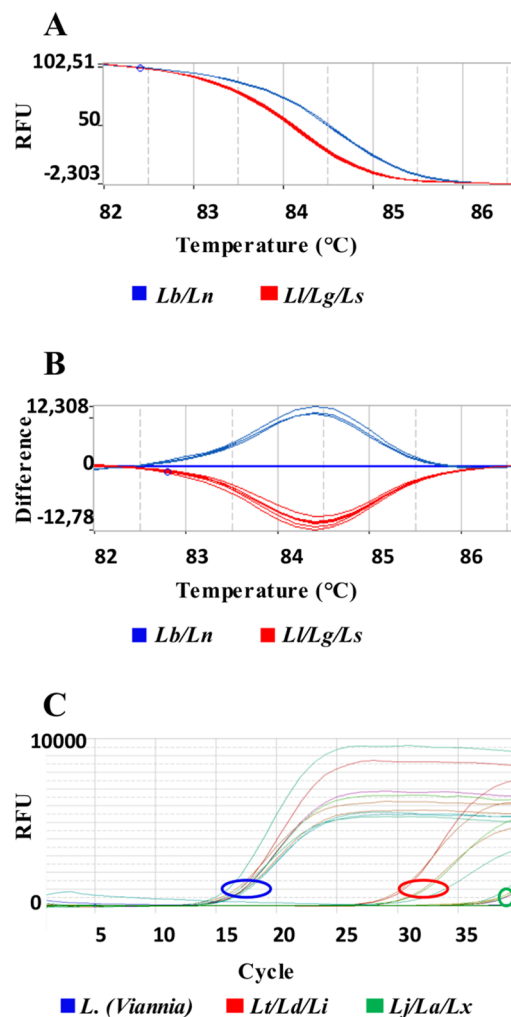 A
102,51
50
-2,303
RFU
82 83 84 85 86
Temperature (°C)
Lb/Ln Ll/Lg/Ls
B
12,308
0
-12,78
Difference
82 83 84 85 86
Temperature (°C)
Lb/Ln Ll/Lg/Ls
C
10000
0
RFU
5 10 17 20 25 30 35
Cycle
L. (Viannia) Lt/Ld/Li Lj/La/Lx